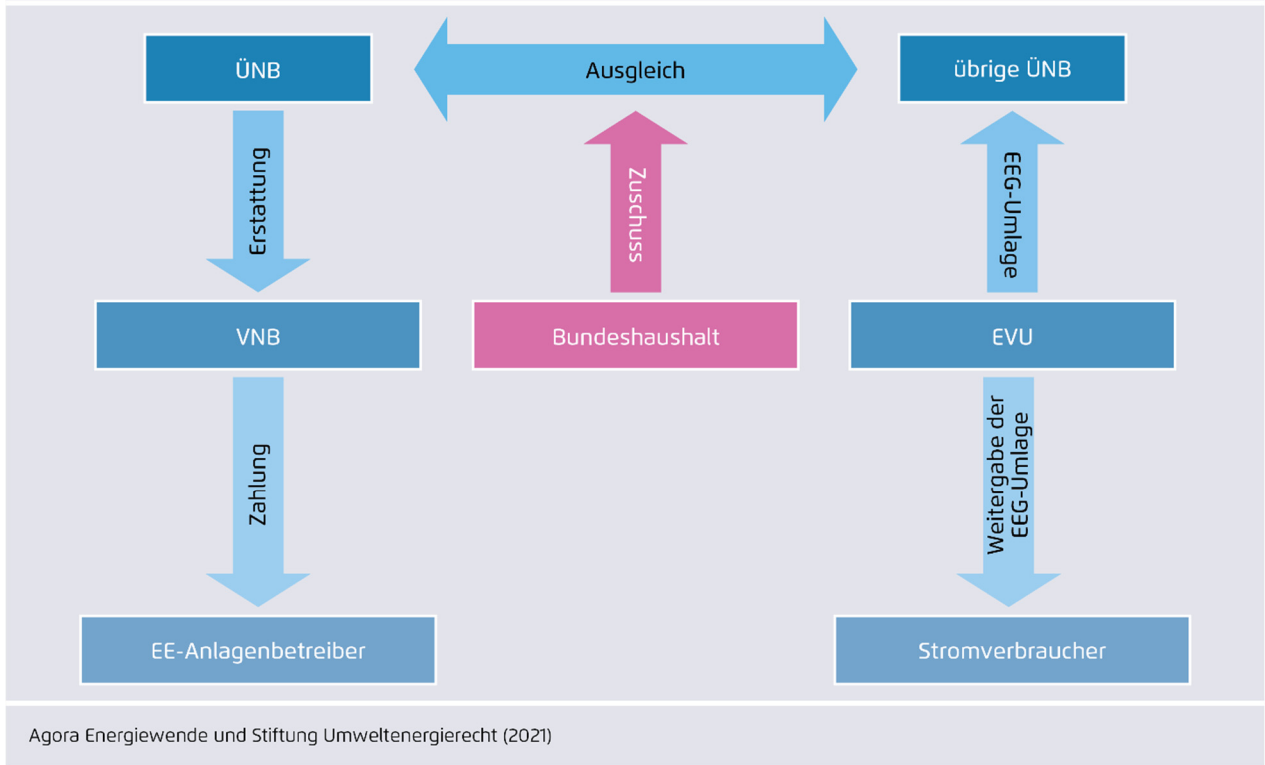 ÜNB
Ausgleich
übrige ÜNB
Erstattung
Zuschuss
EEG-Umlage
VNB
Bundeshaushalt
EVU
Zahlung
Weitergabe der
EEG-Umlage
EE-Anlagenbetreiber
Stromverbraucher
Agora Energiewende und Stiftung Umweltenergierecht (2021)